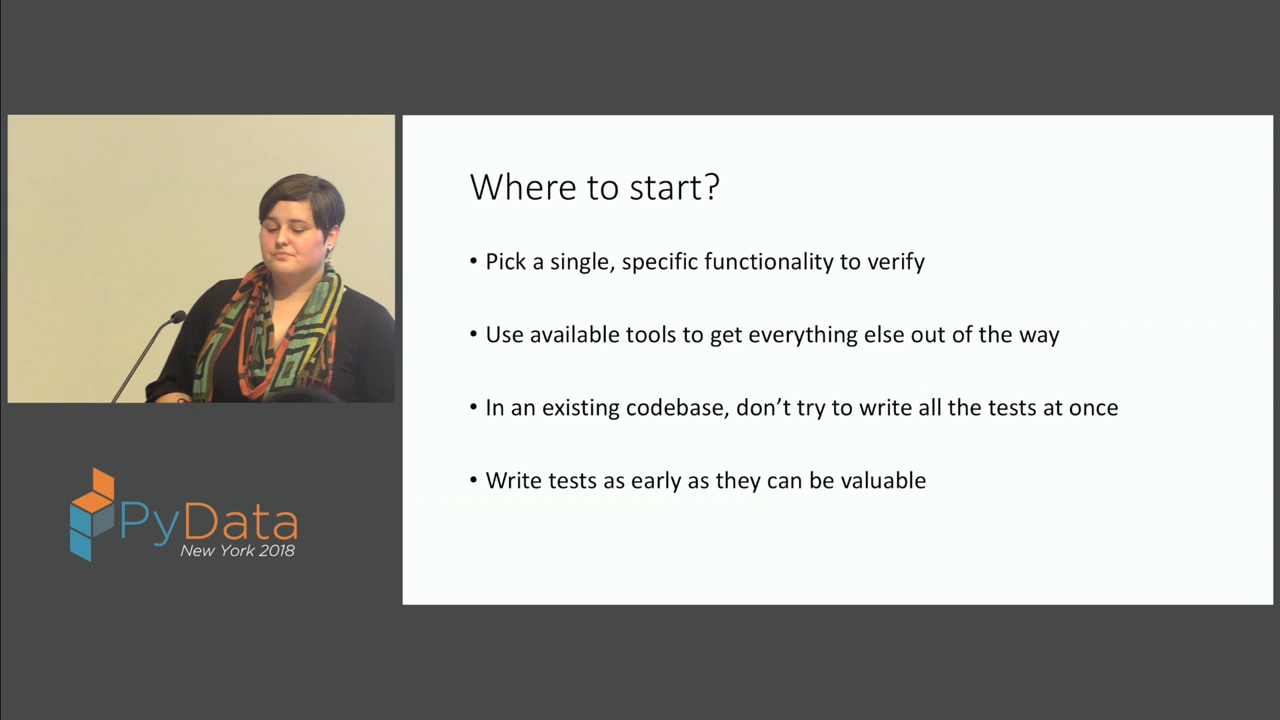 Where to start?
• Pick a single, specific functionality to verify
• Use available tools to get everything else out of the way
• In an existing codebase, don’t try to write all the tests at once
• Write tests as early as they can be valuable
PyData
New York 2018